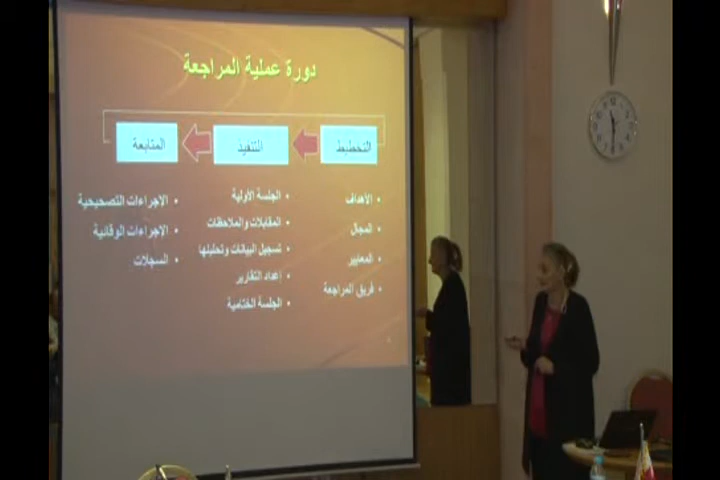 دورة عملية المراجعة
التخطيط
التنفيذ
المتابعة
• الأهداف
• المجال
• المعايير
• فريق المراجعة
• الجلسة الأولية
• المقابلات والملاحظات
• تسجيل البيانات وتحليلها
• إعداد التقارير
• الجلسة الختامية
• الإجراءات التصحيحية
• الإجراءات الوقائية
• السجلات